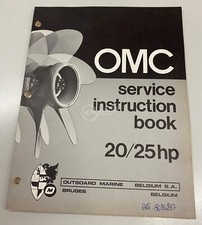 OMC
service
instruction
book
20/25hp
OUTBOARD MARINE BELGIUM S.A.
BRUGES BELGIUM